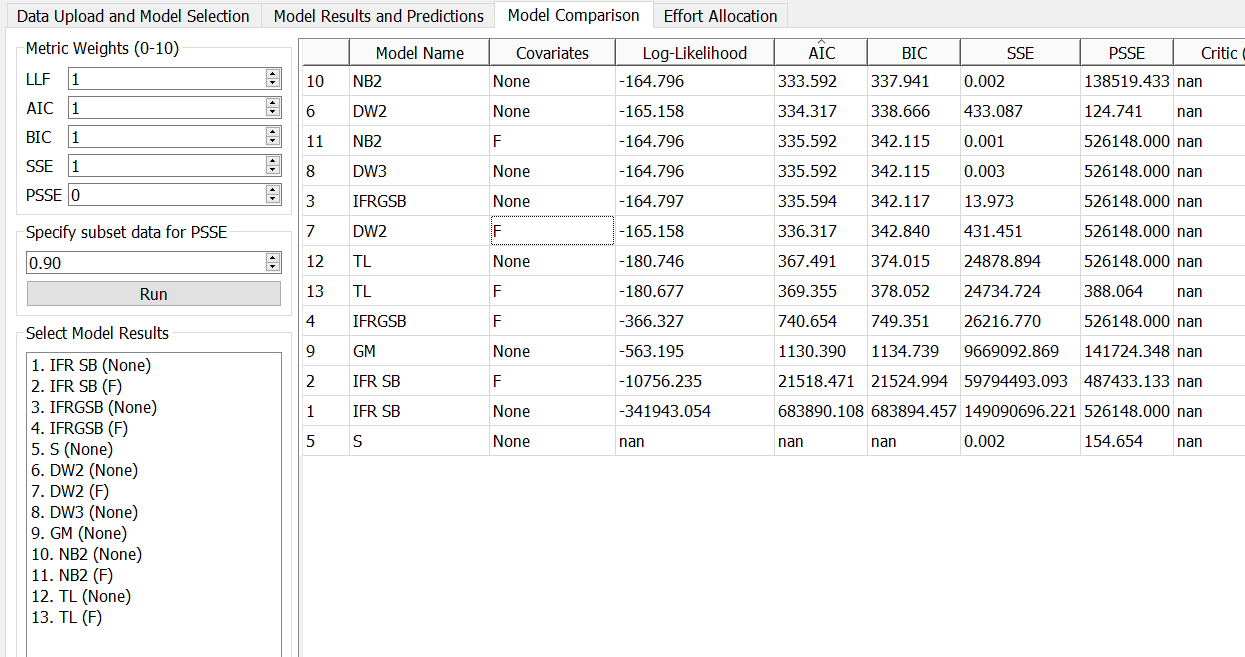 Data Upload and Model Selection Model Results and Predictions Model Comparison Effort Allocation
Metric Weights (0-10)
LLF 1
AIC 1
BIC 1
SSE 1
PSSE 0
Specify subset data for PSSE
0.90
Run
Select Model Results
1. IFR SB (None)
2. IFR SB (F)
3. IFRGSB (None)
4. IFRGSB (F)
5. S (None)
6. DW2 (None)
7. DW2 (F)
8. DW3 (None)
9. GM (None)
10. NB2 (None)
11. NB2 (F)
12. TL (None)
13. TL (F)
Model Name Covariates Log-Likelihood AIC BIC SSE PSSE Critic (
10 NB2 None -164.796 333.592 337.941 0.002 138519.433 nan
6 DW2 None -165.158 334.317 338.666 433.087 124.741 nan
11 NB2 F -164.796 335.592 342.115 0.001 526148.000 nan
8 DW3 None -164.796 335.592 342.115 0.003 526148.000 nan
3 IFRGSB None -164.797 335.594 342.117 13.973 526148.000 nan
7 DW2 F -165.158 336.317 342.840 431.451 526148.000 nan
12 TL None -180.746 367.491 374.015 24878.894 526148.000 nan
13 TL F -180.677 369.355 378.052 24734.724 388.064 nan
4 IFRGSB F -366.327 740.654 749.351 26216.770 526148.000 nan
9 GM None -563.195 1130.390 1134.739 9669092.869 141724.348 nan
2 IFR SB F -10756.235 21518.471 21524.994 59794493.093 487433.133 nan
1 IFR SB None -341943.054 683890.108 683894.457 149090696.221 526148.000 nan
5 S None nan nan nan 0.002 154.654 nan